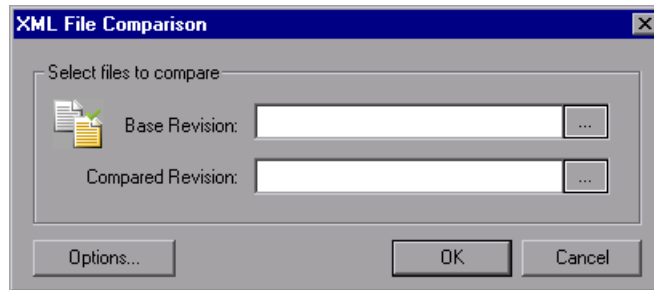 XML File Comparison
Select files to compare
Base Revision:
...
Compared Revision:
...
Options...
OK
Cancel